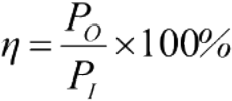 η = P_O / P_I × 100%